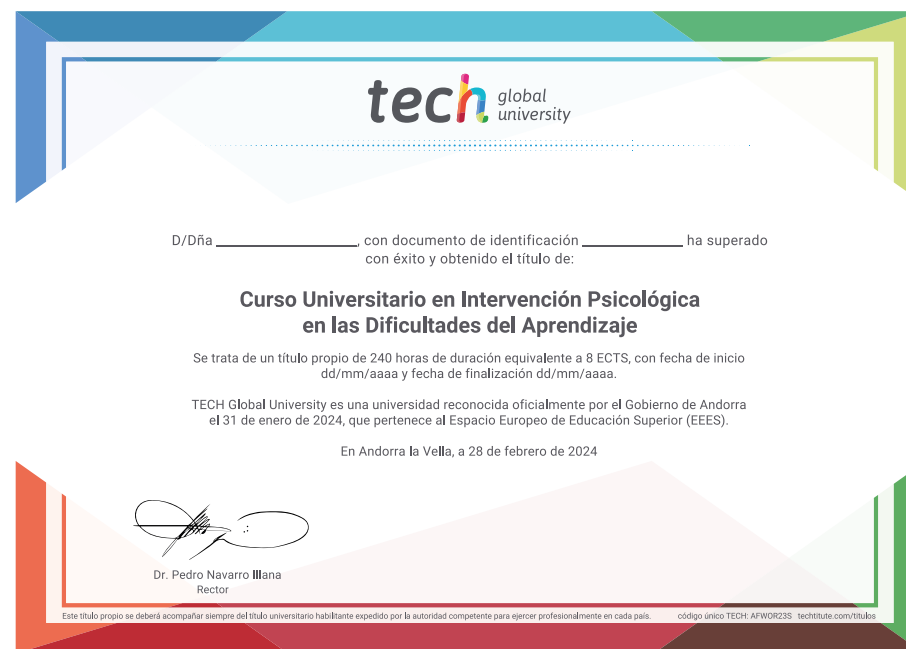 tech global university
D/Dña ____________, con documento de identificación ____________ ha superado
con éxito y obtenido el título de:
Curso Universitario en Intervención Psicológica
en las Dificultades del Aprendizaje
Se trata de un título propio de 240 horas de duración equivalente a 8 ECTS, con fecha de inicio
dd/mm/aaaa y fecha de finalización dd/mm/aaaa.
TECH Global University es una universidad reconocida oficialmente por el Gobierno de Andorra
el 31 de enero de 2024, que pertenece al Espacio Europeo de Educación Superior (EEES).
En Andorra la Vella, a 28 de febrero de 2024
Dr. Pedro Navarro Illana
Rector
Este título propio se deberá acompañar siempre del título universitario habilitante expedido por la autoridad competente para ejercer profesionalmente en cada país. código único TECH: AFWOR23S techtitute.com/titulos